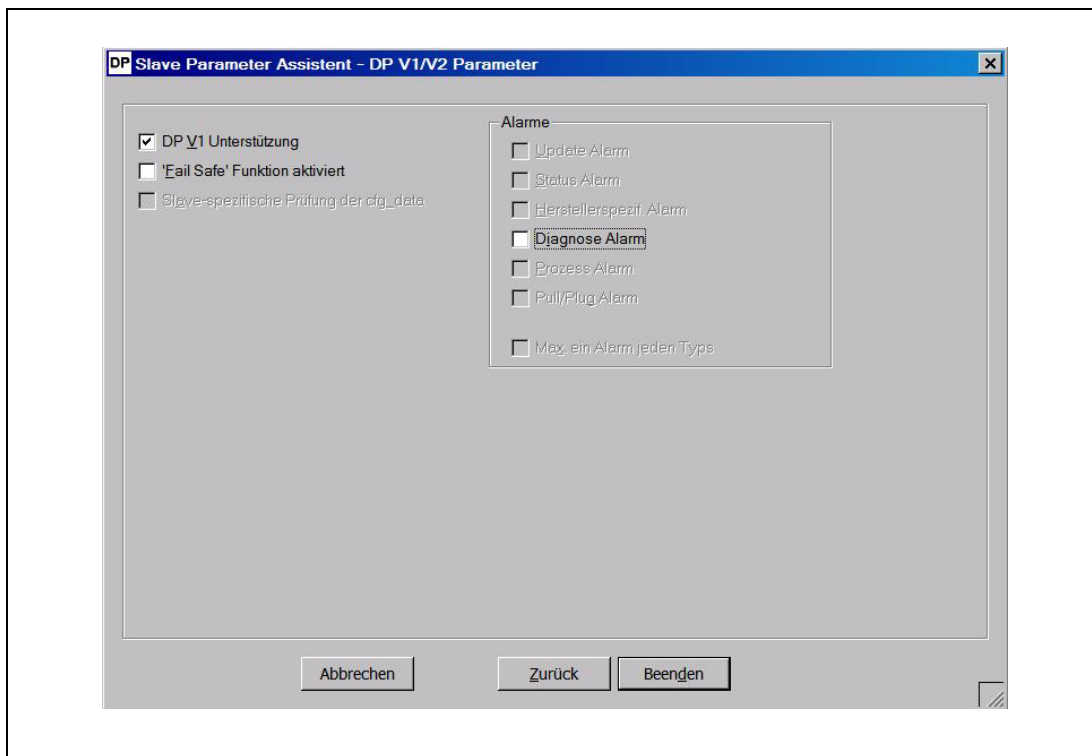 DP Slave Parameter Assistent - DP V1/V2 Parameter
DP V1 Unterstützung
'Fail Safe' Funktion aktiviert
Slave-spezifische Prüfung der cfg_data
Alarme
Update Alarm
Status Alarm
Herstellerspezif. Alarm
Diagnose Alarm
Prozess Alarm
Pull/Plug Alarm
Max. ein Alarm jeden Typs
Abbrechen
Zurück
Beenden